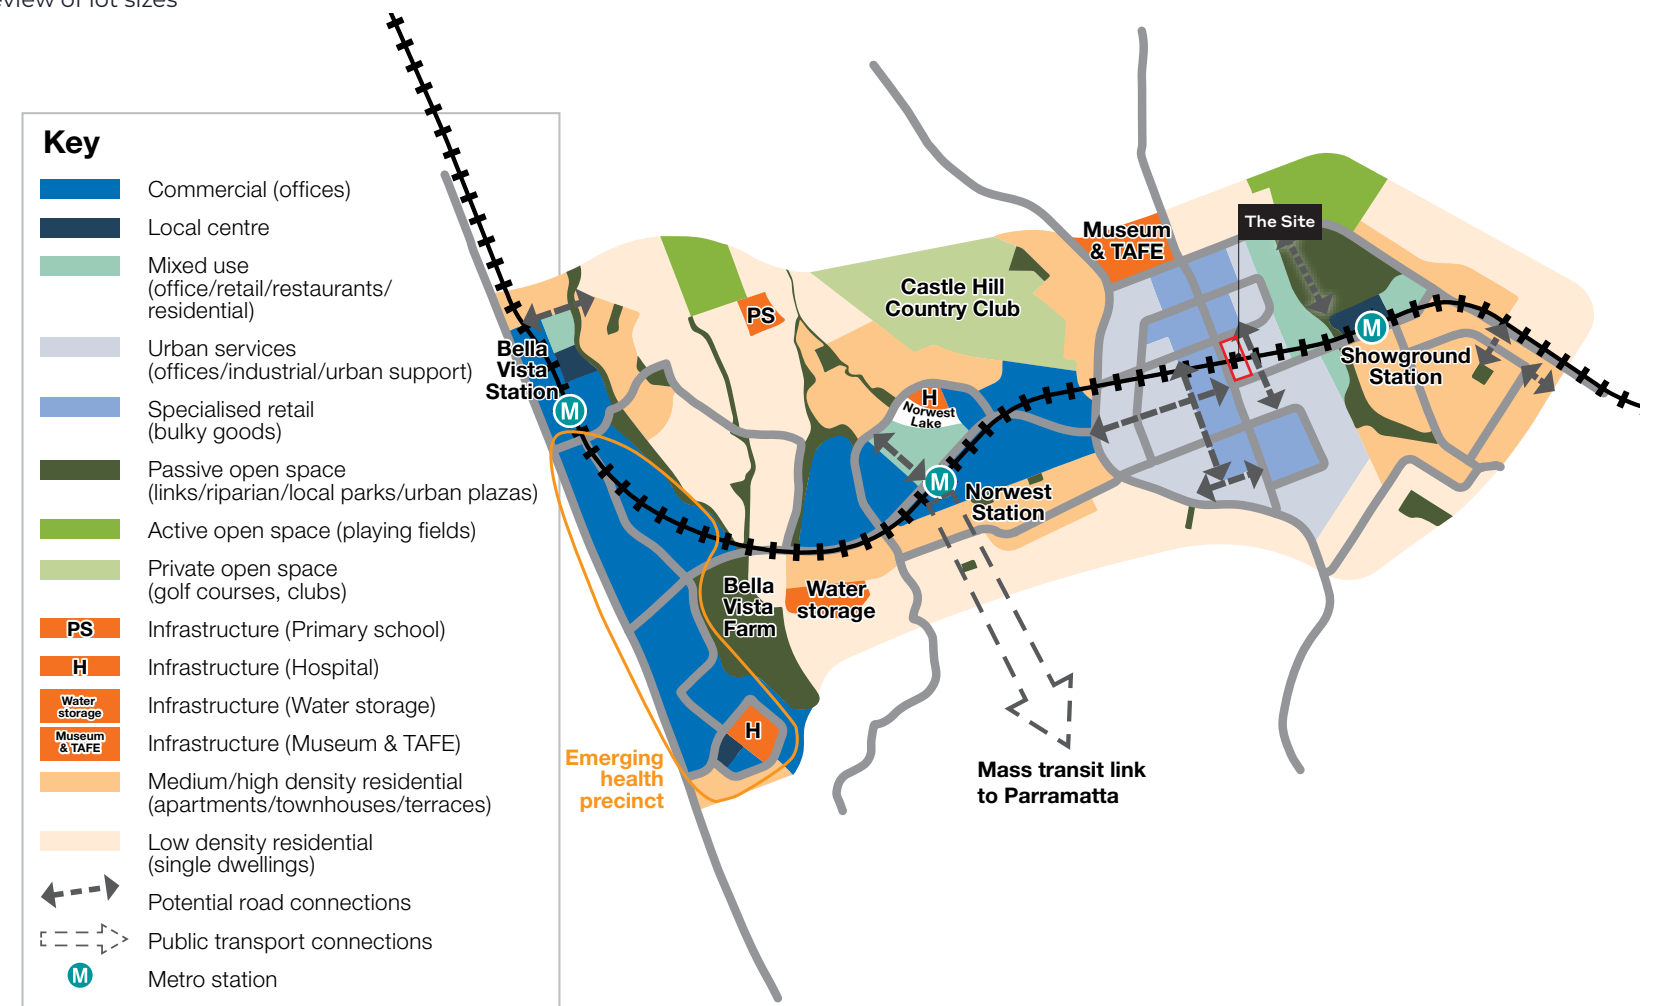 view of lot sizes
Key
Commercial (offices)
Local centre
Mixed use
(office/retail/restaurants/
residential)
Urban services
(offices/industrial/urban support)
Specialised retail
(bulky goods)
Passive open space
(links/riparian/local parks/urban plazas)
Active open space (playing fields)
Private open space
(golf courses, clubs)
PS
Infrastructure (Primary school)
H
Infrastructure (Hospital)
Water
storage
Infrastructure (Water storage)
Museum
& TAFE
Infrastructure (Museum & TAFE)
Medium/high density residential
(apartments/townhouses/terraces)
Low density residential
(single dwellings)
Potential road connections
Public transport connections
M
Metro station
Bella
Vista
Station
M
PS
Castle Hill
Country Club
Museum
& TAFE
The Site
M
Showground
Station
H
Norwest
Lake
M
Norwest
Station
Bella
Vista
Farm
Water
storage
H
Emerging
health
precinct
Mass transit link
to Parramatta